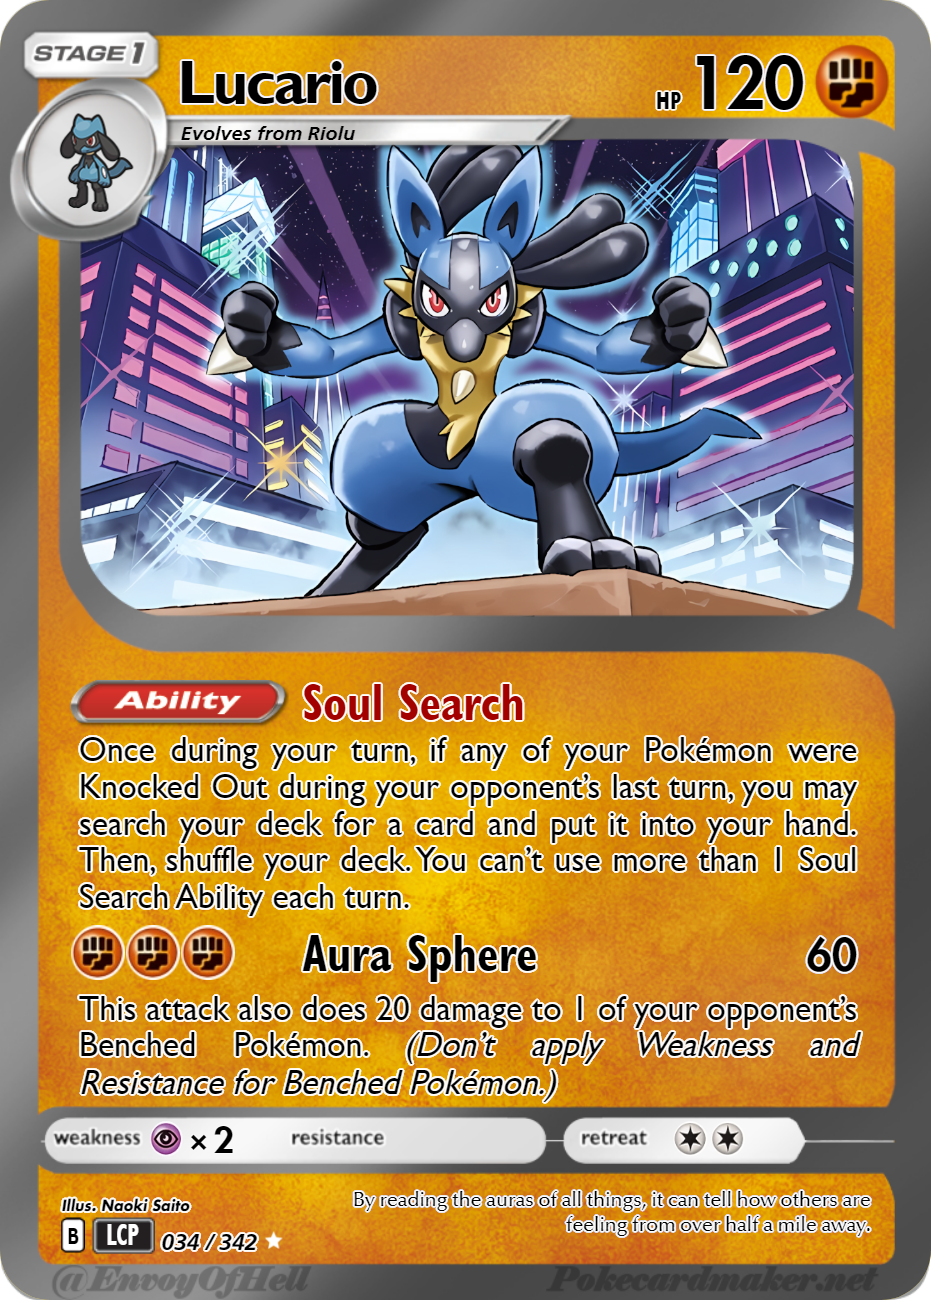 STAGE 1
Lucario
HP 120
Evolves from Riolu
Ability Soul Search
Once during your turn, if any of your Pokémon were
Knocked Out during your opponent's last turn, you may
search your deck for a card and put it into your hand.
Then, shuffle your deck. You can't use more than 1 Soul
Search Ability each turn.
Aura Sphere 60
This attack also does 20 damage to 1 of your opponent's
Benched Pokémon. (Don't apply Weakness and
Resistance for Benched Pokémon.)
weakness × 2 resistance retreat
Illus. Naoki Saito
By reading the auras of all things, it can tell how others are
feeling from over half a mile away.
B LCP 034 / 342
@EnvoyOfHell Pokecardmaker.net